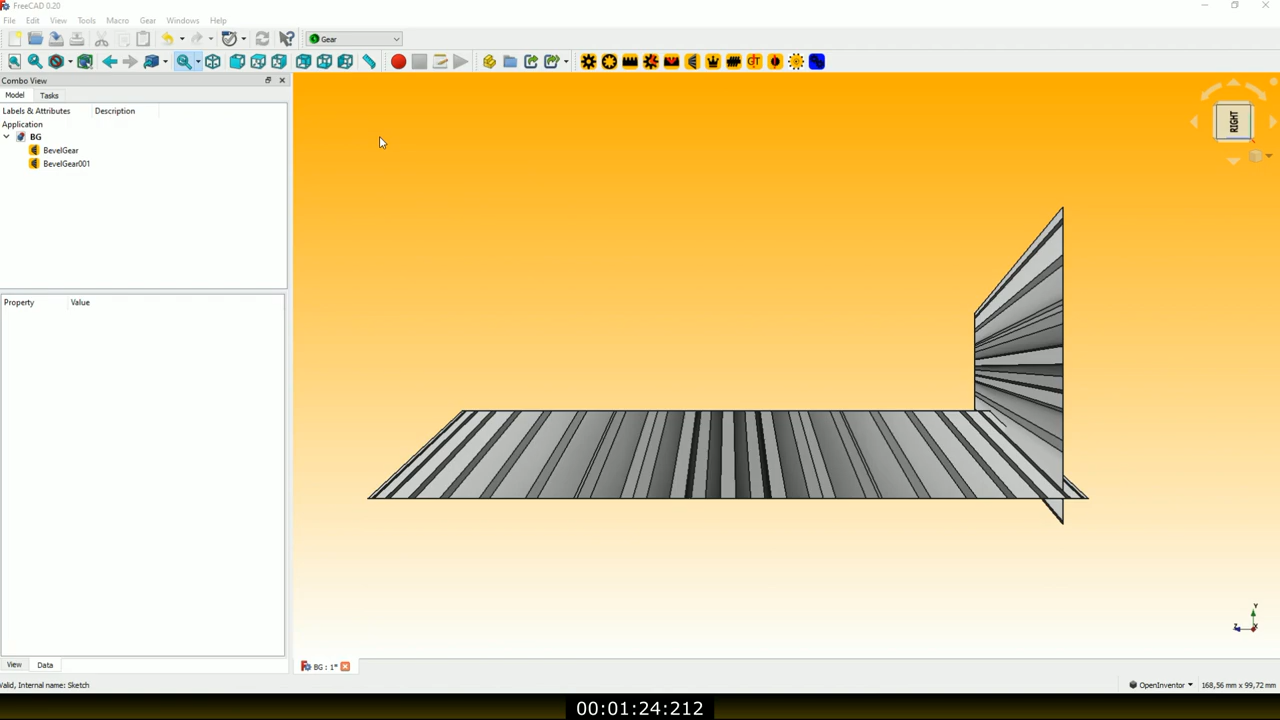 FreeCAD 0.20
File Edit View Tools Macro Gear Windows Help
Gear
Combo View
Model Tasks
Labels & Attributes Description
Application
BG
BevelGear
BevelGear001
Property Value
RIGHT
Y
Z X
View Data
BG : 1*
Valid, Internal name: Sketch
OpenInventor 168,56 mm x 99,72 mm
00:01:24:212